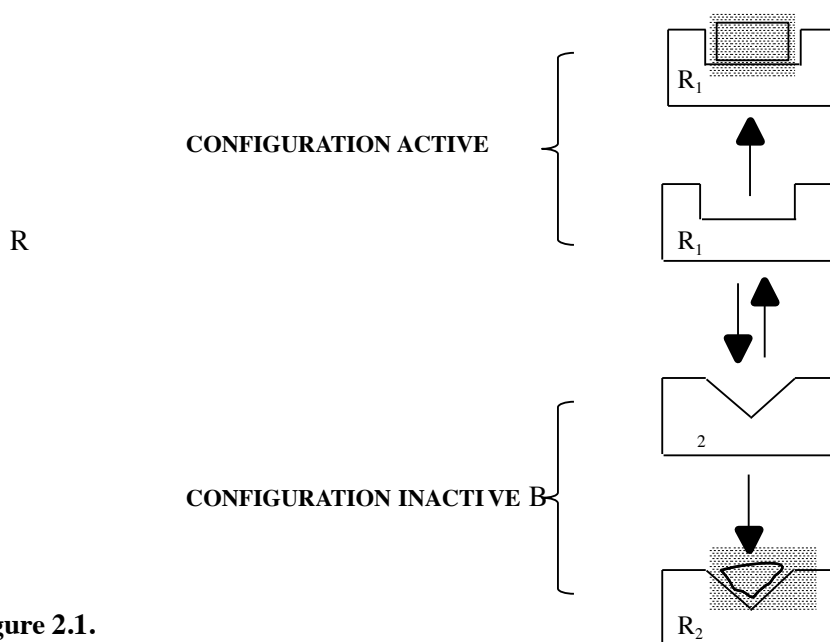 R₁
CONFIGURATION ACTIVE
R
R₁
2
CONFIGURATION INACTIVE B
R₂
gure 2.1.